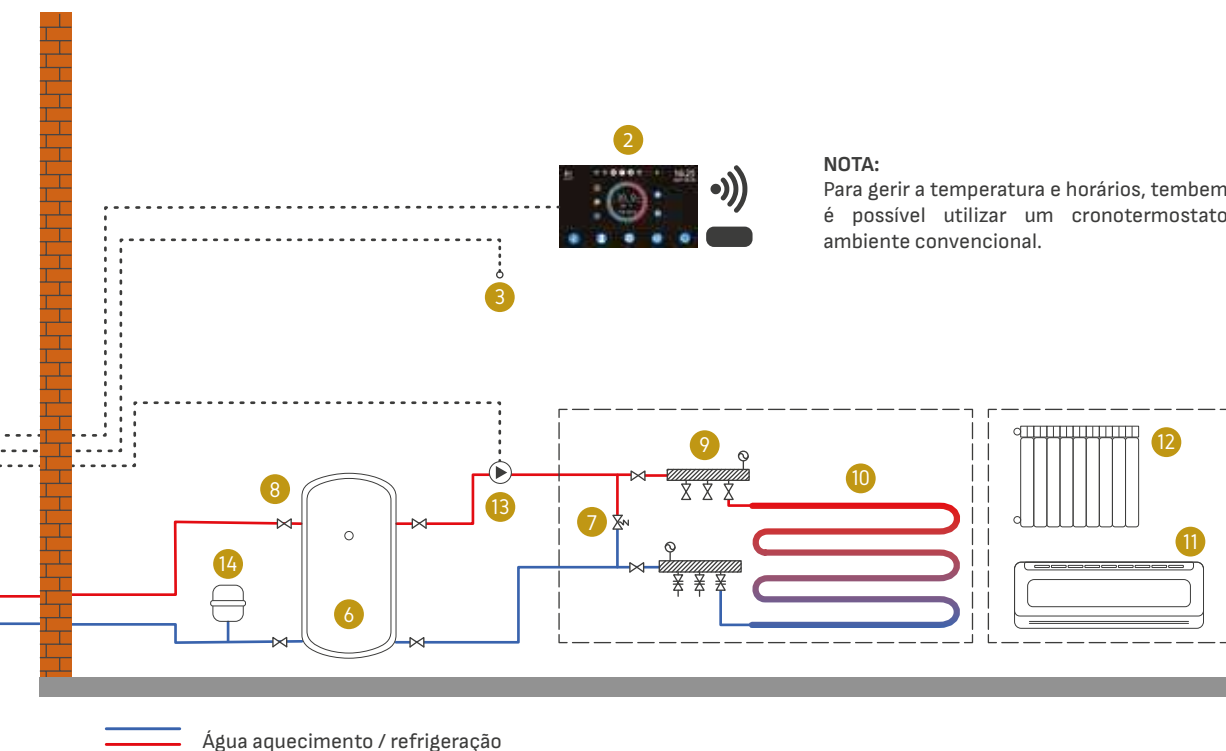 2
NOTA:
Para gerir a temperatura e horários, tembem
é possível utilizar um cronotermostato
ambiente convencional.
3
9
12
8
10
13
7
11
14
6
Água aquecimento / refrigeração